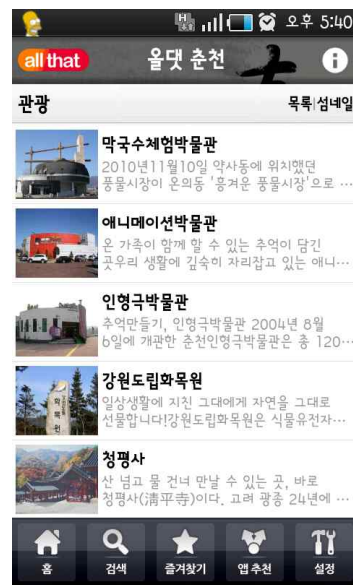 오후 5:40
all that
올댓 춘천
관광
목록|섬네일
막국수체험박물관
2010년11월10일 약사동에 위치했던
풍물시장이 온의동 '흥겨운 풍물시장'으로 …
애니메이션박물관
온 가족이 함께 할 수 있는 추억이 담긴
곳우리 생활에 깊숙히 자리잡고 있는 애니…
인형극박물관
추억만들기, 인형극박물관 2004년 8월
6일에 개관한 춘천인형극박물관은 총 120…
강원도립화목원
일상생활에 지친 그대에게 자연을 그대로
선물합니다!강원도립화목원은 식물유전자…
청평사
산 넘고 물 건너 만날 수 있는 곳, 바로
청평사(清平寺)이다. 고려 광종 24년에 …
홈
검색
즐겨찾기
앱 추천
설정